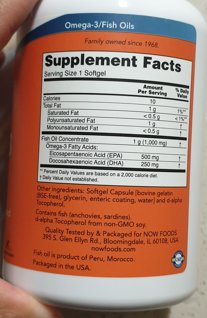 Omega-3/Fish Oils
Family owned since 1968.
Supplement Facts
Serving Size 1 Softgel
Amount Per Serving % Daily Value
Calories 10
Total Fat 1 g 1%**
Saturated Fat < 0.5 g < 1%**
Polyunsaturated Fat 1 g †
Monounsaturated Fat < 0.5 g †
Fish Oil Concentrate 1 g (1,000 mg) †
Omega-3 Fatty Acids:
Eicosapentaenoic Acid (EPA) 500 mg †
Docosahexaenoic Acid (DHA) 250 mg †
** Percent Daily Values are based on a 2,000 calorie diet.
† Daily Value not established.
Other ingredients: Softgel Capsule [bovine gelatin
(BSE-free), glycerin, enteric coating, water] and d-alpha
Tocopherol.
Contains fish (anchovies, sardines).
d-alpha Tocopherol from non-GMO soy.
Quality Tested by & Packaged for NOW FOODS
395 S. Glen Ellyn Rd., Bloomingdale, IL 60108, USA
nowfoods.com
Fish oil is product of Peru, Morocco.
Packaged in the USA.